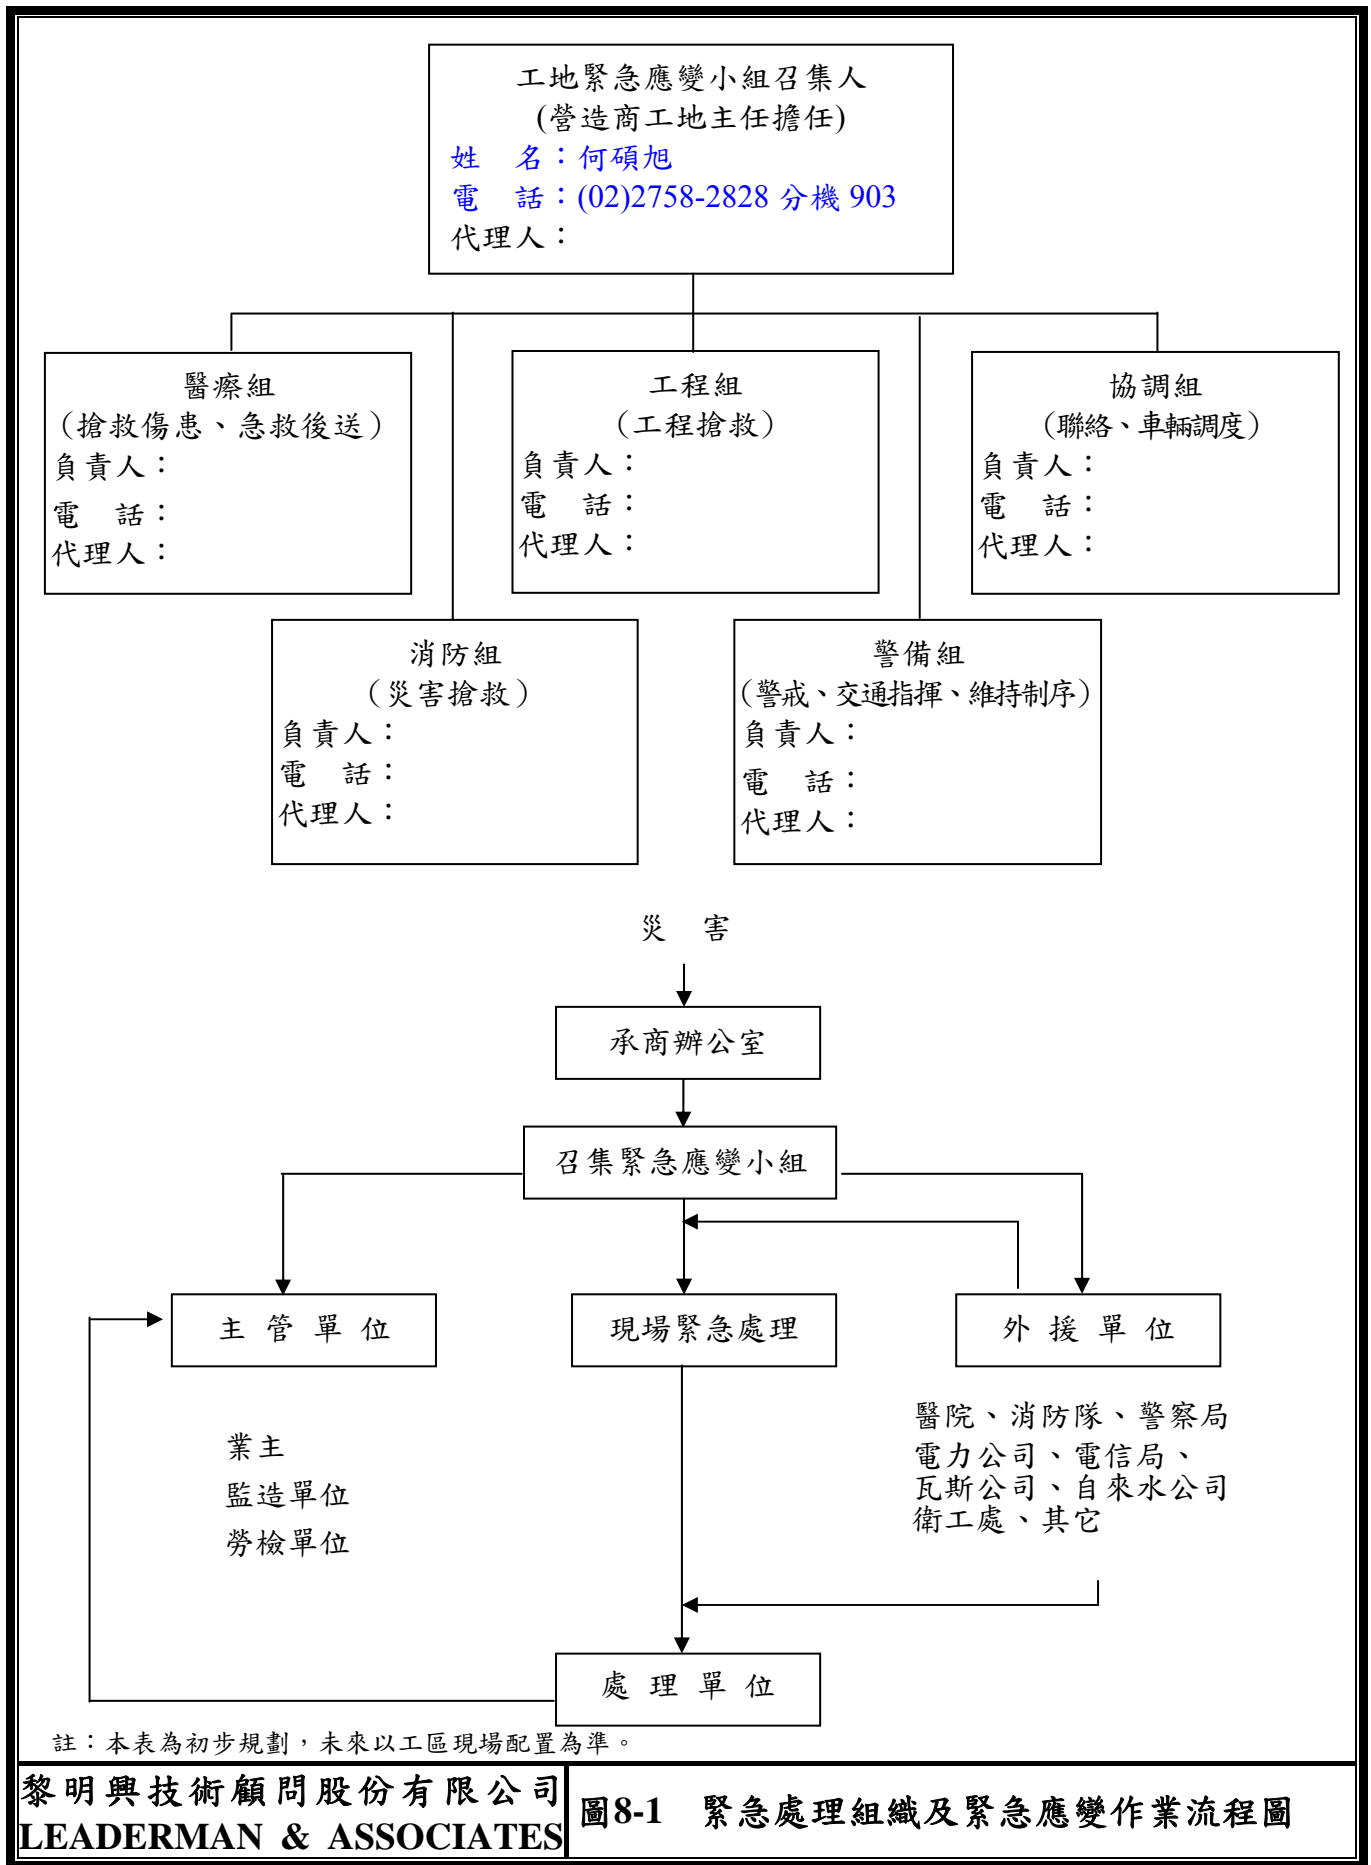 工地緊急應變小組召集人
(營造商工地主任擔任)
姓　名：何碩旭
電　話：(02)2758-2828 分機 903
代理人：
醫療組
（搶救傷患、急救後送）
負責人：
電　話：
代理人：
工程組
（工程搶救）
負責人：
電　話：
代理人：
協調組
（聯絡、車輛調度）
負責人：
電　話：
代理人：
消防組
（災害搶救）
負責人：
電　話：
代理人：
警備組
（警戒、交通指揮、維持制序）
負責人：
電　話：
代理人：
災　害
承商辦公室
召集緊急應變小組
主 管 單 位
現場緊急處理
外 援 單 位
業主
監造單位
勞檢單位
醫院、消防隊、警察局
電力公司、電信局、
瓦斯公司、自來水公司
衛工處、其它
處 理 單 位
註：本表為初步規劃，未來以工區現場配置為準。
黎明興技術顧問股份有限公司
LEADERMAN & ASSOCIATES
圖8-1　緊急處理組織及緊急應變作業流程圖